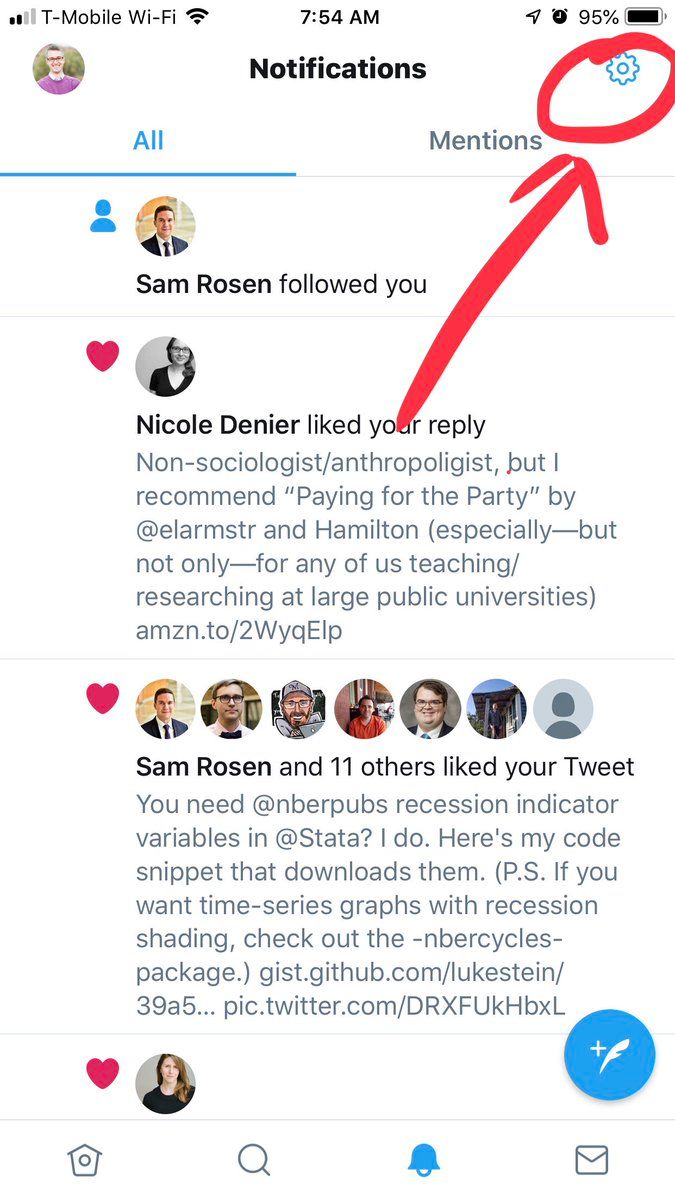 T-Mobile Wi-Fi 7:54 AM 95%
Notifications
All Mentions
Sam Rosen followed you
Nicole Denier liked your reply
Non-sociologist/anthropoligist, but I
recommend “Paying for the Party” by
@elarmstr and Hamilton (especially—but
not only—for any of us teaching/
researching at large public universities)
amzn.to/2WyqElp
Sam Rosen and 11 others liked your Tweet
You need @nberpubs recession indicator
variables in @Stata? I do. Here's my code
snippet that downloads them. (P.S. If you
want time-series graphs with recession
shading, check out the -nbercycles-
package.) gist.github.com/lukestein/
39a5... pic.twitter.com/DRXFUkHbxL